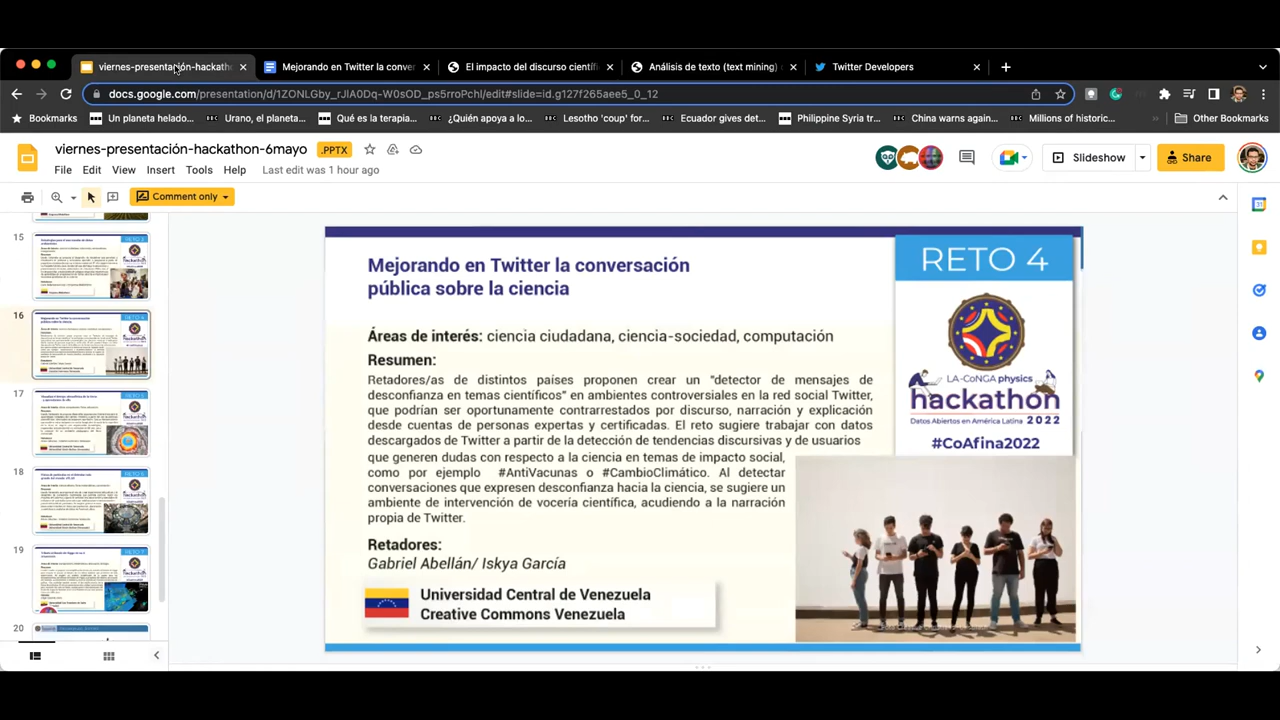 viernes-presentación-hackatho
Mejorando en Twitter la conver
El impacto del discurso científi
Análisis de texto (text mining)
Twitter Developers
docs.google.com/presentation/d/1ZONLGby_rJlA0Dq-W0sOD_ps5rroPchl/edit#slide=id.g127f265aee5_0_12
Bookmarks
Un planeta helado...
Urano, el planeta...
Qué es la terapia...
¿Quién apoya a lo...
Lesotho 'coup' for...
Ecuador gives det...
Philippine Syria tr...
China warns again...
Millions of historic...
»
Other Bookmarks
viernes-presentación-hackathon-6mayo
.PPTX
Slideshow
Share
File
Edit
View
Insert
Tools
Help
Last edit was 1 hour ago
Comment only
15
16
17
18
19
20
Mejorando en Twitter la conversación
pública sobre la ciencia
RETO 4
Áreas de interés: ciencia ciudadana, ciencia-sociedad, computación
Resumen:
Retadores/as de distintos países proponen crear un "detector de mensajes de
desconfianza en temas científicos" en ambientes controversiales en la red social Twitter,
que podrían ser potencialmente contrarrestados por discurso, narración o explicación
desde cuentas de personas expertas y certificadas. El reto sugiere iniciar con datos
descargables de Twitter a partir de la detección de tendencias discursivas y de usuarios
que generen dudas con respecto a la ciencia en temas de impacto social,
como por ejemplo #AntiVacunas o #CambioClimático. Al detectar
conversaciones que generen desconfianza hacia la ciencia, se sugiere un
ambiente de intervención de vocería científica, acudiendo a la narración
propia de Twitter.
Retadores:
Gabriel Abellán, Iskya García
Universidad Central de Venezuela
Creative Commons Venezuela
LA-CoNGA physics
hackathon
Datos Abiertos en América Latina 2022
#CoAfina2022